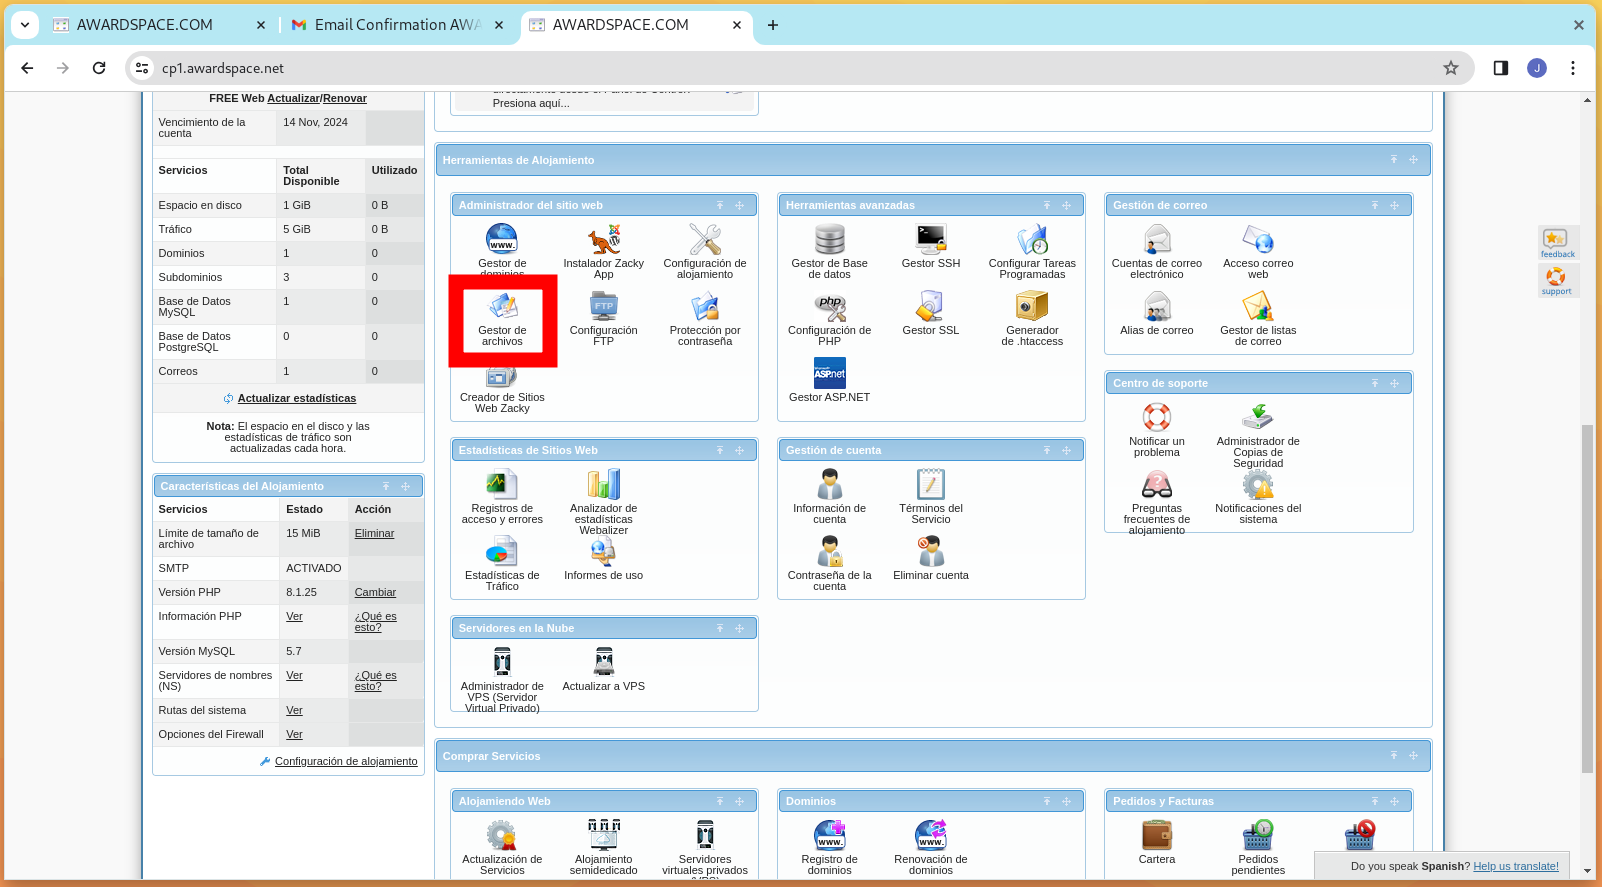 AWARDSPACE.COM
Email Confirmation AWA
AWARDSPACE.COM
cp1.awardspace.net
J
FREE Web Actualizar/Renovar
Vencimiento de la cuenta
14 Nov, 2024
Servicios Total Disponible Utilizado
Espacio en disco 1 GiB 0 B
Tráfico 5 GiB 0 B
Dominios 1 0
Subdominios 3 0
Base de Datos MySQL 1 0
Base de Datos PostgreSQL 0 0
Correos 1 0
Actualizar estadísticas
Nota: El espacio en el disco y las
estadísticas de tráfico son
actualizadas cada hora.
Características del Alojamiento
Servicios Estado Acción
Límite de tamaño de archivo 15 MiB Eliminar
SMTP ACTIVADO
Versión PHP 8.1.25 Cambiar
Información PHP Ver ¿Qué es esto?
Versión MySQL 5.7
Servidores de nombres (NS) Ver ¿Qué es esto?
Rutas del sistema Ver
Opciones del Firewall Ver
Configuración de alojamiento
Presiona aquí...
Herramientas de Alojamiento
Administrador del sitio web
Gestor de dominios
Instalador Zacky App
Configuración de alojamiento
Gestor de archivos
FTP
Configuración FTP
Protección por contraseña
Creador de Sitios Web Zacky
Herramientas avanzadas
Gestor de Base de datos
Gestor SSH
Configurar Tareas Programadas
php
Configuración de PHP
Gestor SSL
Generador de .htaccess
ASP.net
Gestor ASP.NET
Gestión de correo
Cuentas de correo electrónico
Acceso correo web
Alias de correo
Gestor de listas de correo
Centro de soporte
Notificar un problema
Administrador de Copias de Seguridad
Preguntas frecuentes de alojamiento
Notificaciones del sistema
Estadísticas de Sitios Web
Registros de acceso y errores
Analizador de estadísticas Webalizer
Estadísticas de Tráfico
Informes de uso
Gestión de cuenta
Información de cuenta
Términos del Servicio
Contraseña de la cuenta
Eliminar cuenta
Servidores en la Nube
Administrador de VPS (Servidor Virtual Privado)
Actualizar a VPS
Comprar Servicios
Alojamiendo Web
Actualización de Servicios
Alojamiento semidedicado
Servidores virtuales privados
Dominios
www.
Registro de dominios
www.
Renovación de dominios
Pedidos y Facturas
Cartera
Pedidos pendientes
feedback
support
Do you speak Spanish? Help us translate!